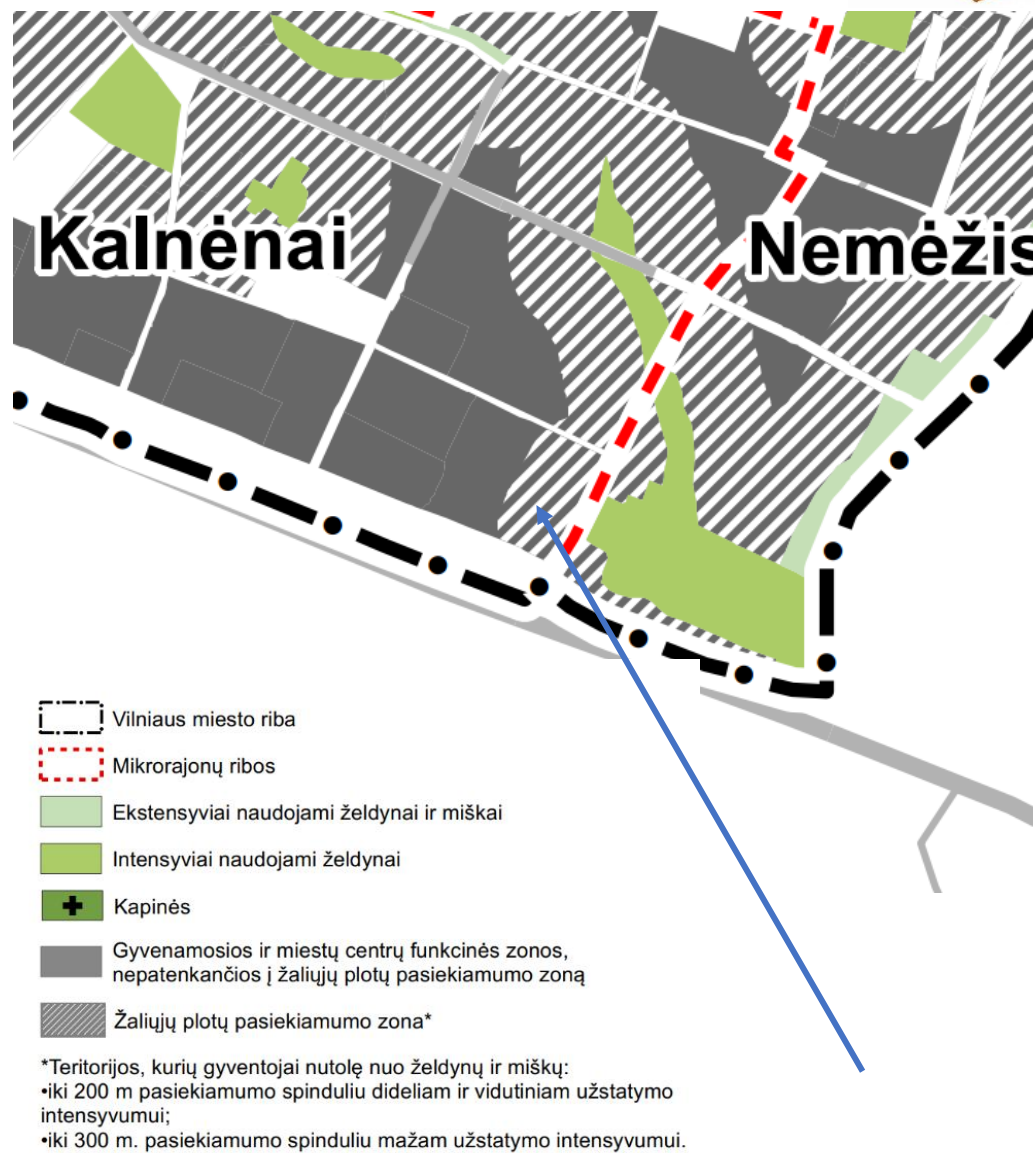 Kalnėnai
Nemėžis
Vilniaus miesto riba
Mikrorajonų ribos
Ekstensyviai naudojami želdynai ir miškai
Intensyviai naudojami želdynai
Kapinės
Gyvenamosios ir miestų centrų funkcinės zonos,
nepatenkančios į žaliųjų plotų pasiekiamumo zoną
Žaliųjų plotų pasiekiamumo zona*
*Teritorijos, kurių gyventojai nutolę nuo želdynų ir miškų:
•iki 200 m pasiekiamumo spinduliu dideliam ir vidutiniam užstatymo
intensyvumui;
•iki 300 m. pasiekiamumo spinduliu mažam užstatymo intensyvumui.